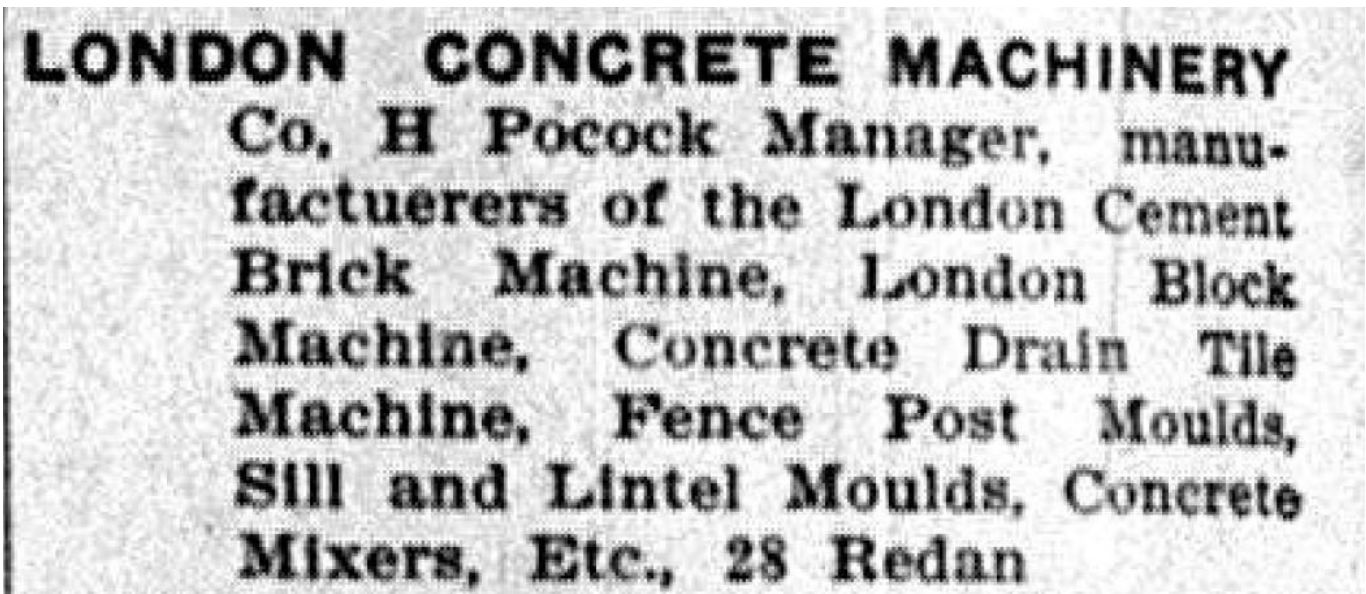 LONDON CONCRETE MACHINERY
Co, H Pocock Manager, manu-
factuerers of the London Cement
Brick Machine, London Block
Machine, Concrete Drain Tile
Machine, Fence Post Moulds,
Sill and Lintel Moulds, Concrete
Mixers, Etc., 28 Redan